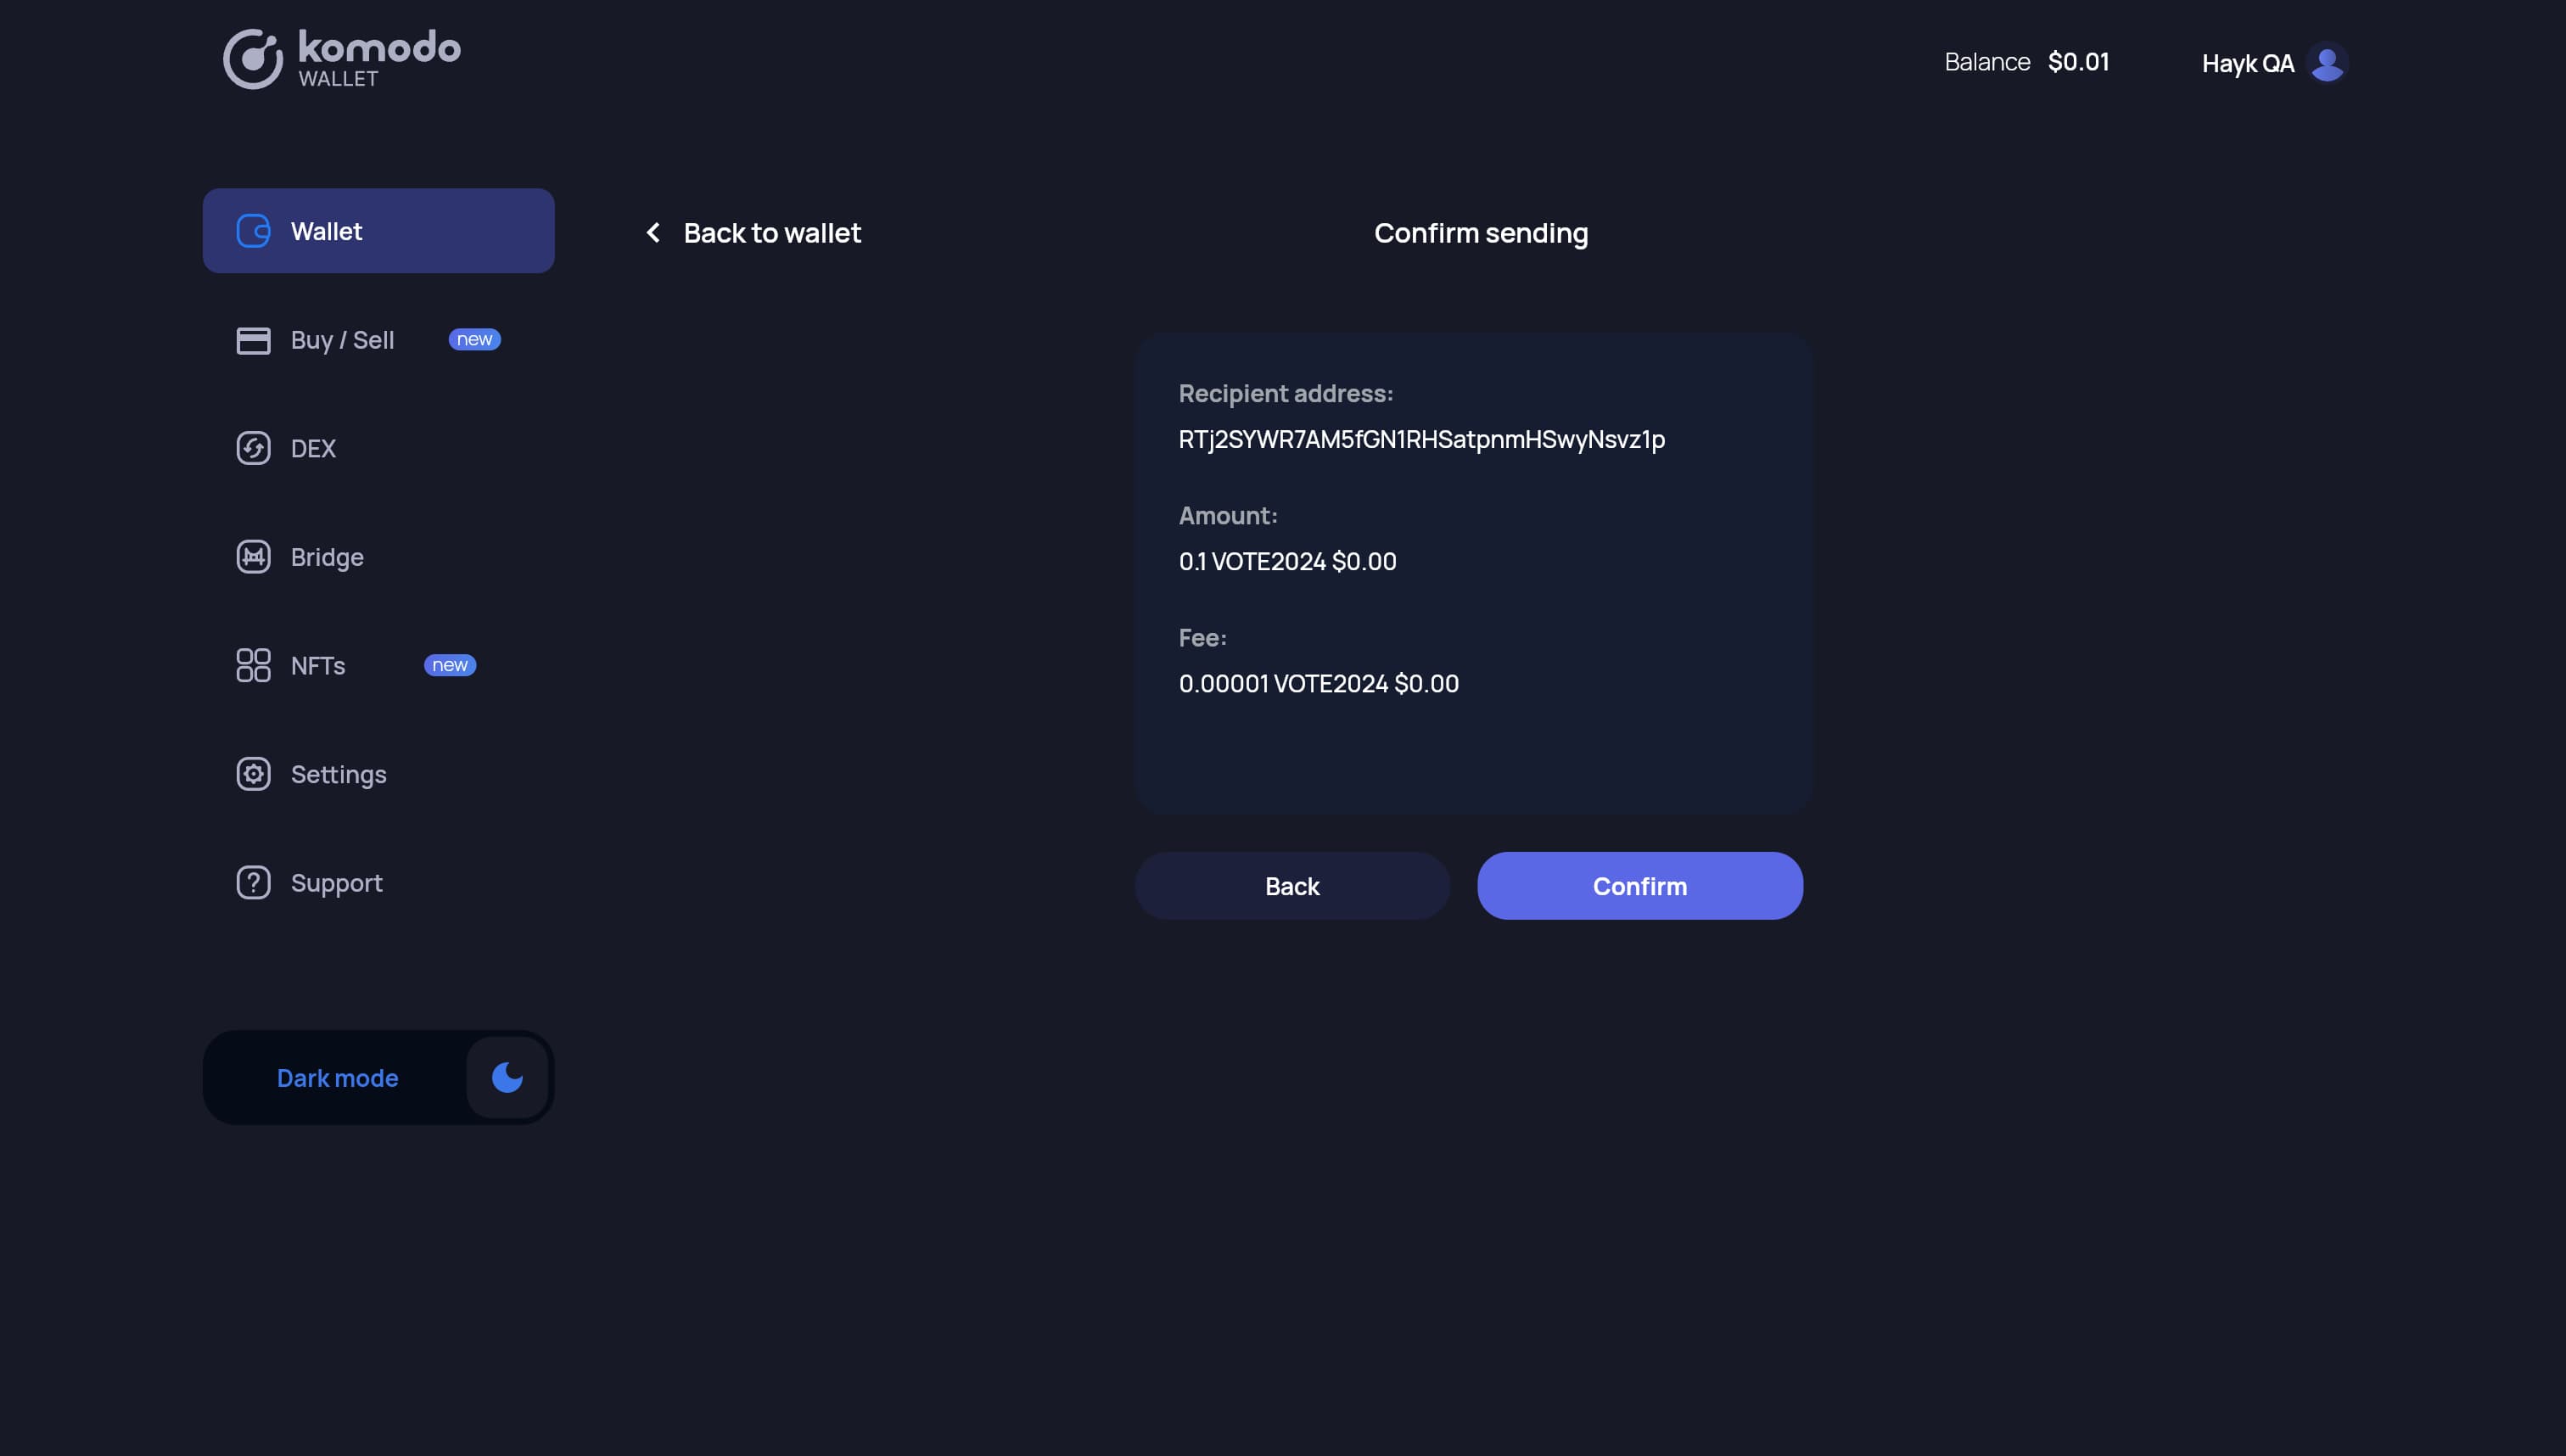 komodo
WALLET
Balance $0.01
Hayk QA
Wallet
Back to wallet
Confirm sending
Buy / Sell new
DEX
Bridge
NFTs new
Settings
Support
Recipient address:
RTj2SYWR7AM5fGN1RHSatpnmHSwyNsvz1p
Amount:
0.1 VOTE2024 $0.00
Fee:
0.00001 VOTE2024 $0.00
Back
Confirm
Dark mode